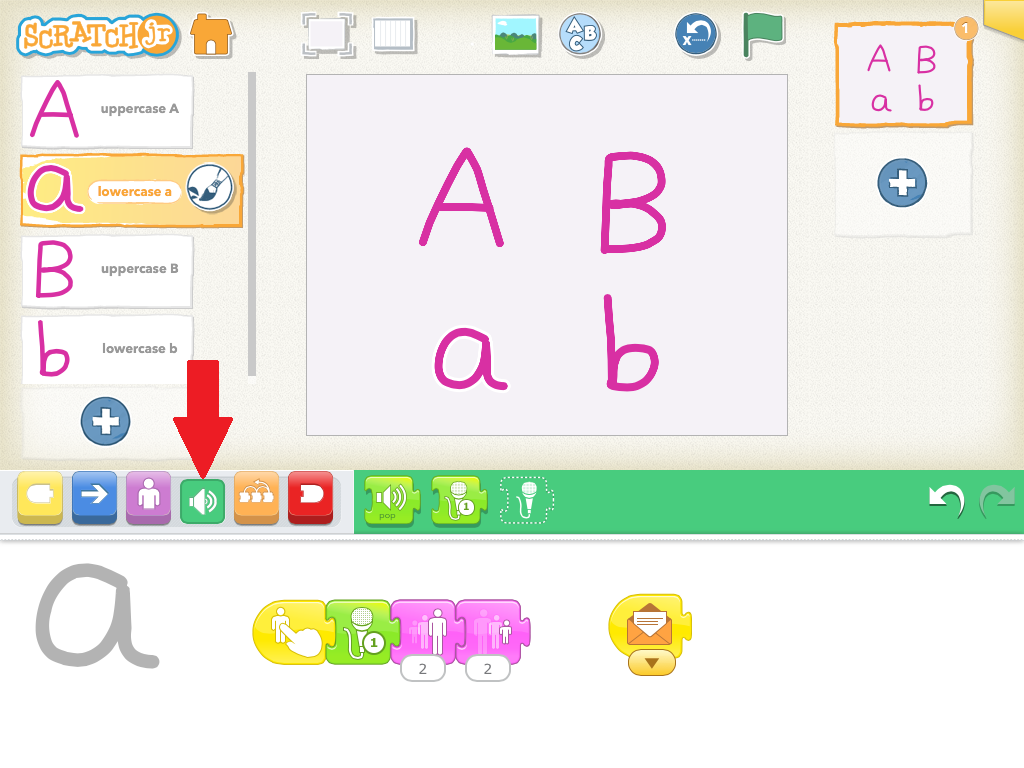 SCRATCH Jr
A B C
X
1
A B
a b
A uppercase A
a lowercase a
B uppercase B
b lowercase b
A B
a b
pop
1
a
1
2
2